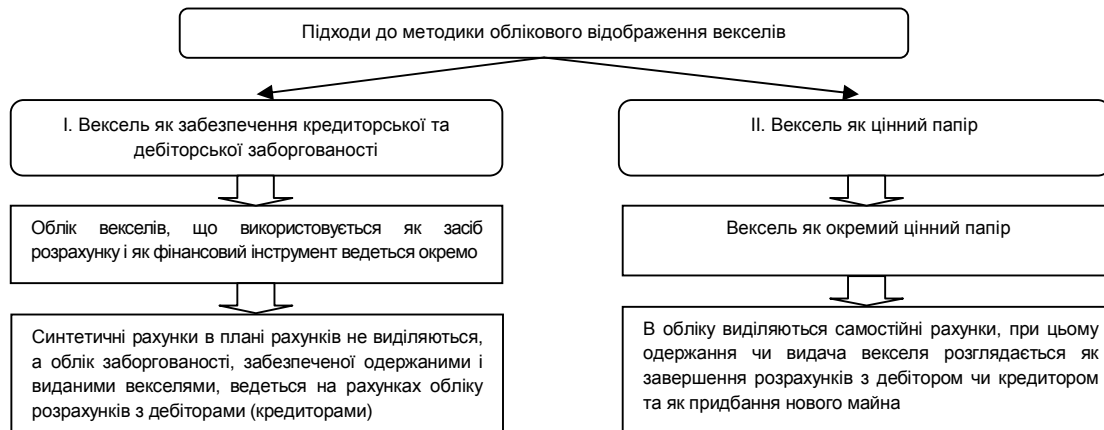 Підходи до методики облікового відображення векселів
І. Вексель як забезпечення кредиторської та
дебіторської заборгованості
ІІ. Вексель як цінний папір
Облік векселів, що використовується як засіб
розрахунку і як фінансовий інструмент ведеться окремо
Вексель як окремий цінний папір
Синтетичні рахунки в плані рахунків не виділяються,
а облік заборгованості, забезпеченої одержаними і
виданими векселями, ведеться на рахунках обліку
розрахунків з дебіторами (кредиторами)
В обліку виділяються самостійні рахунки, при цьому
одержання чи видача векселя розглядається як
завершення розрахунків з дебітором чи кредитором
та як придбання нового майна